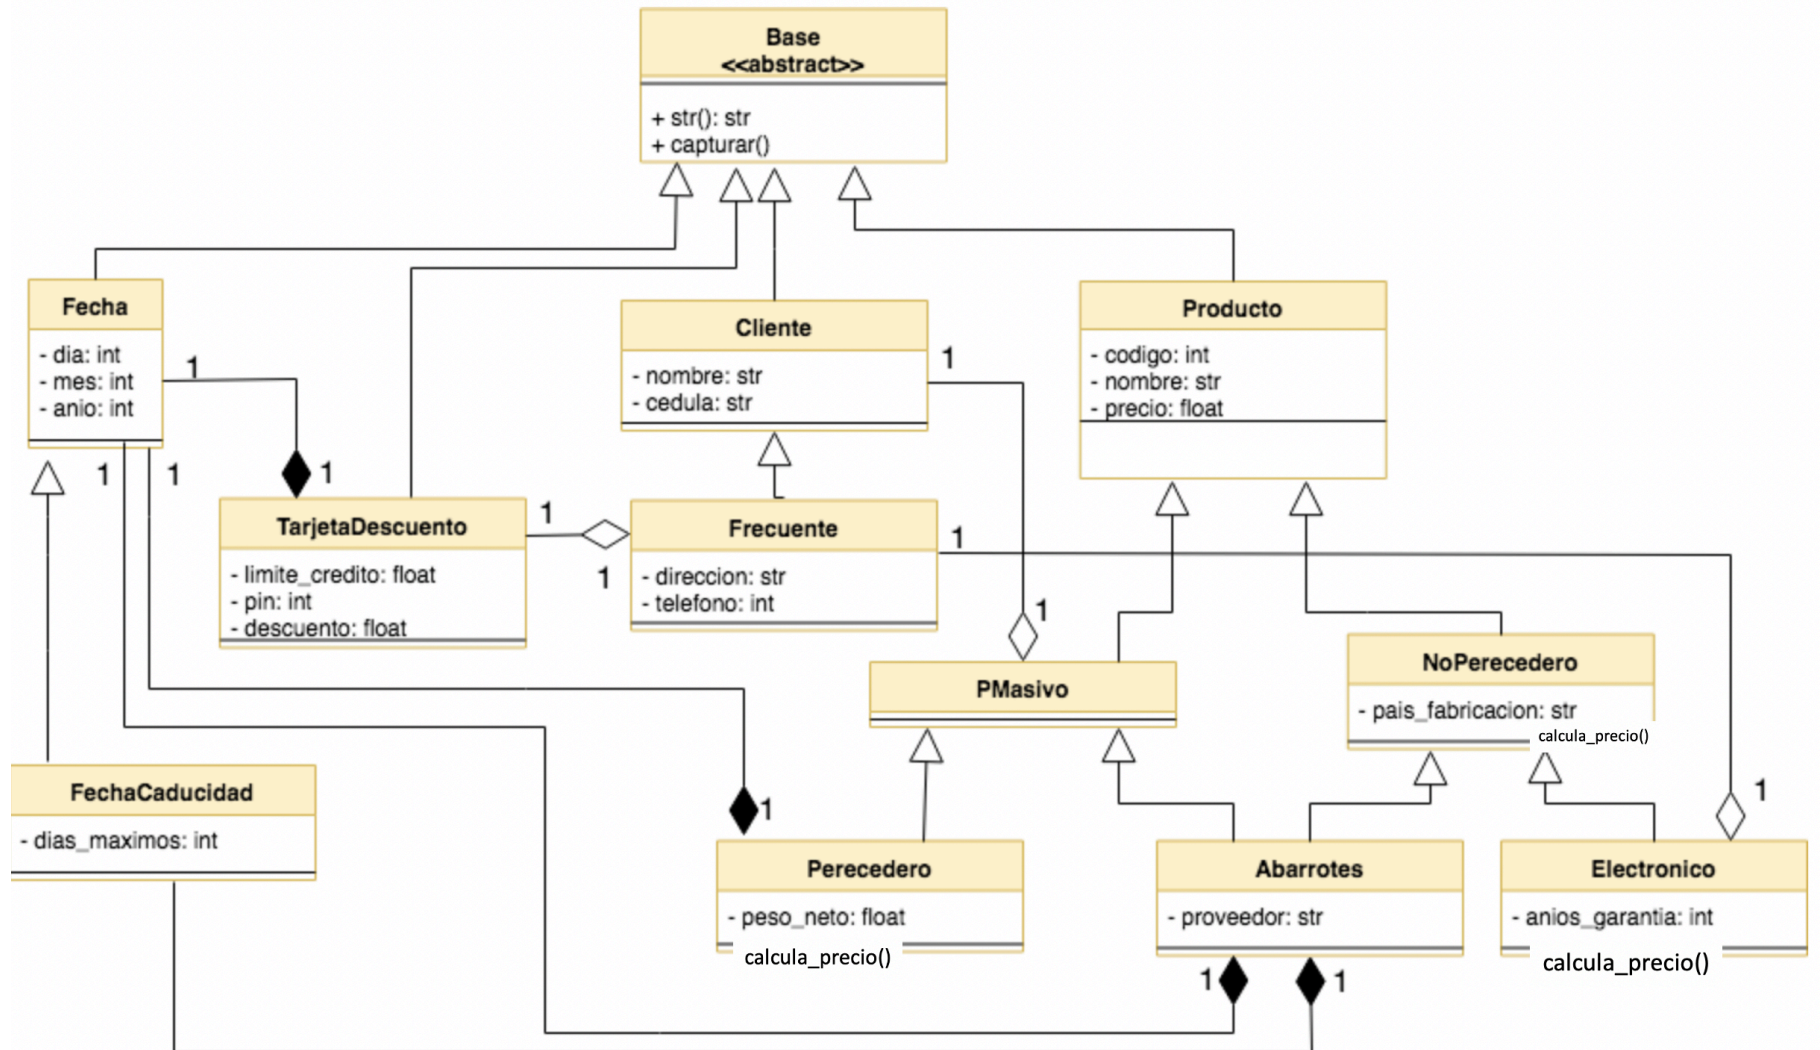 Base
<<abstract>>
+ str(): str
+ capturar()
Fecha
- dia: int
- mes: int
- anio: int
1
1
1
1
Cliente
- nombre: str
- cedula: str
1
Producto
- codigo: int
- nombre: str
- precio: float
TarjetaDescuento
- limite_credito: float
- pin: int
- descuento: float
1
1
Frecuente
- direccion: str
- telefono: int
1
1
PMasivo
NoPerecedero
- pais_fabricacion: str
calcula_precio()
FechaCaducidad
- dias_maximos: int
1
Perecedero
- peso_neto: float
calcula_precio()
Abarrotes
- proveedor: str
1
1
1
Electronico
- anios_garantia: int
calcula_precio()